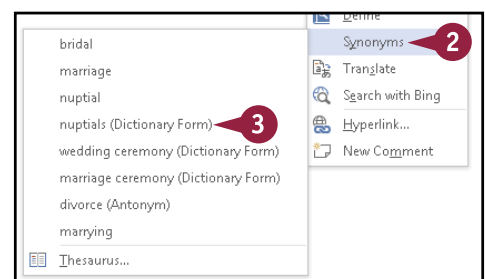 Define
Synonyms
2
Translate
Search with Bing
Hyperlink...
New Comment
bridal
marriage
nuptial
nuptials (Dictionary Form)
3
wedding ceremony (Dictionary Form)
marriage ceremony (Dictionary Form)
divorce (Antonym)
marrying
Thesaurus...